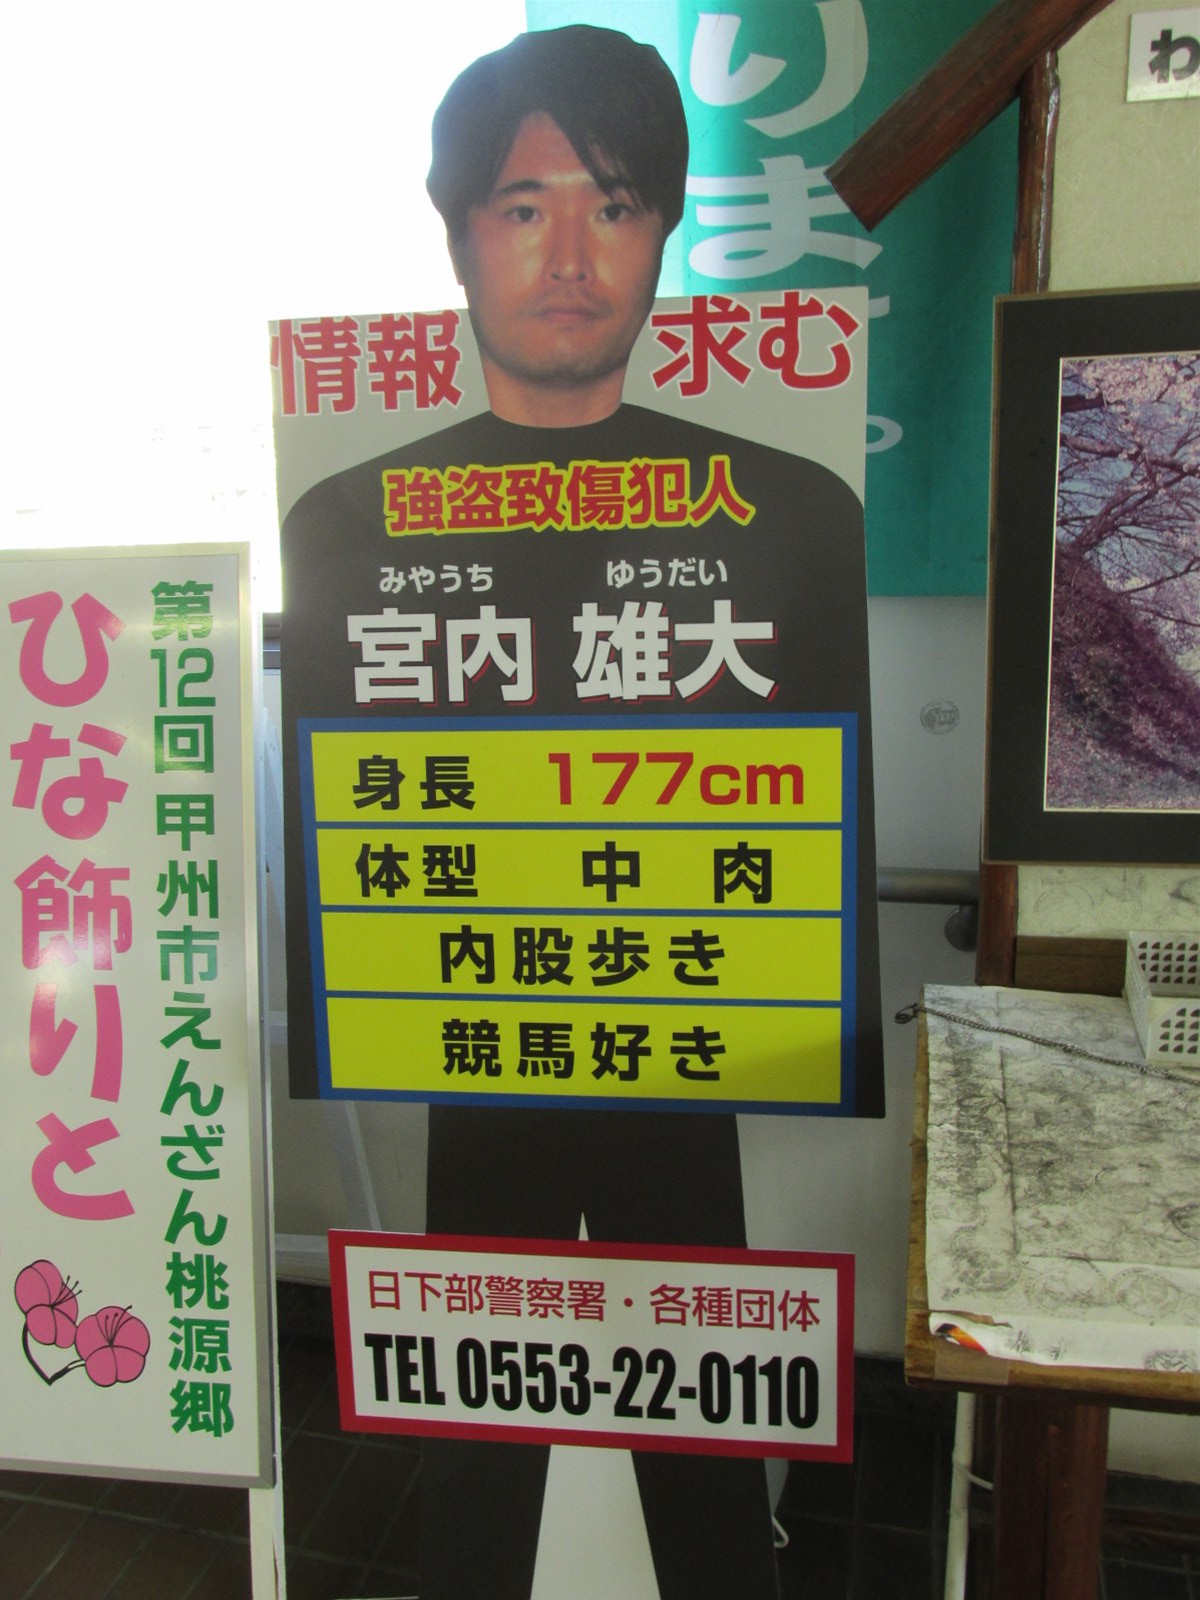 りま
わ
情報 求む
強盗致傷犯人
みやうち ゆうだい
宮内 雄大
身長 177cm
体型 中肉
内股歩き
競馬好き
日下部警察署・各種団体
TEL 0553-22-0110
第12回 甲州市えんざん桃源郷
ひな飾りと